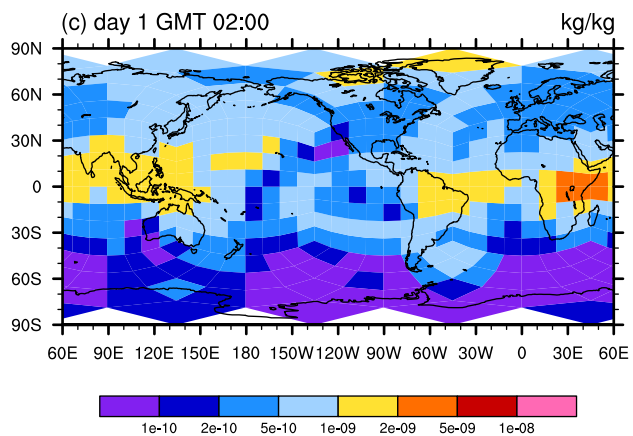 (c) day 1 GMT 02:00 kg/kg
90N
60N
30N
0
30S
60S
90S
60E 90E 120E 150E 180 150W 120W 90W 60W 30W 0 30E 60E
1e-10 2e-10 5e-10 1e-09 2e-09 5e-09 1e-08